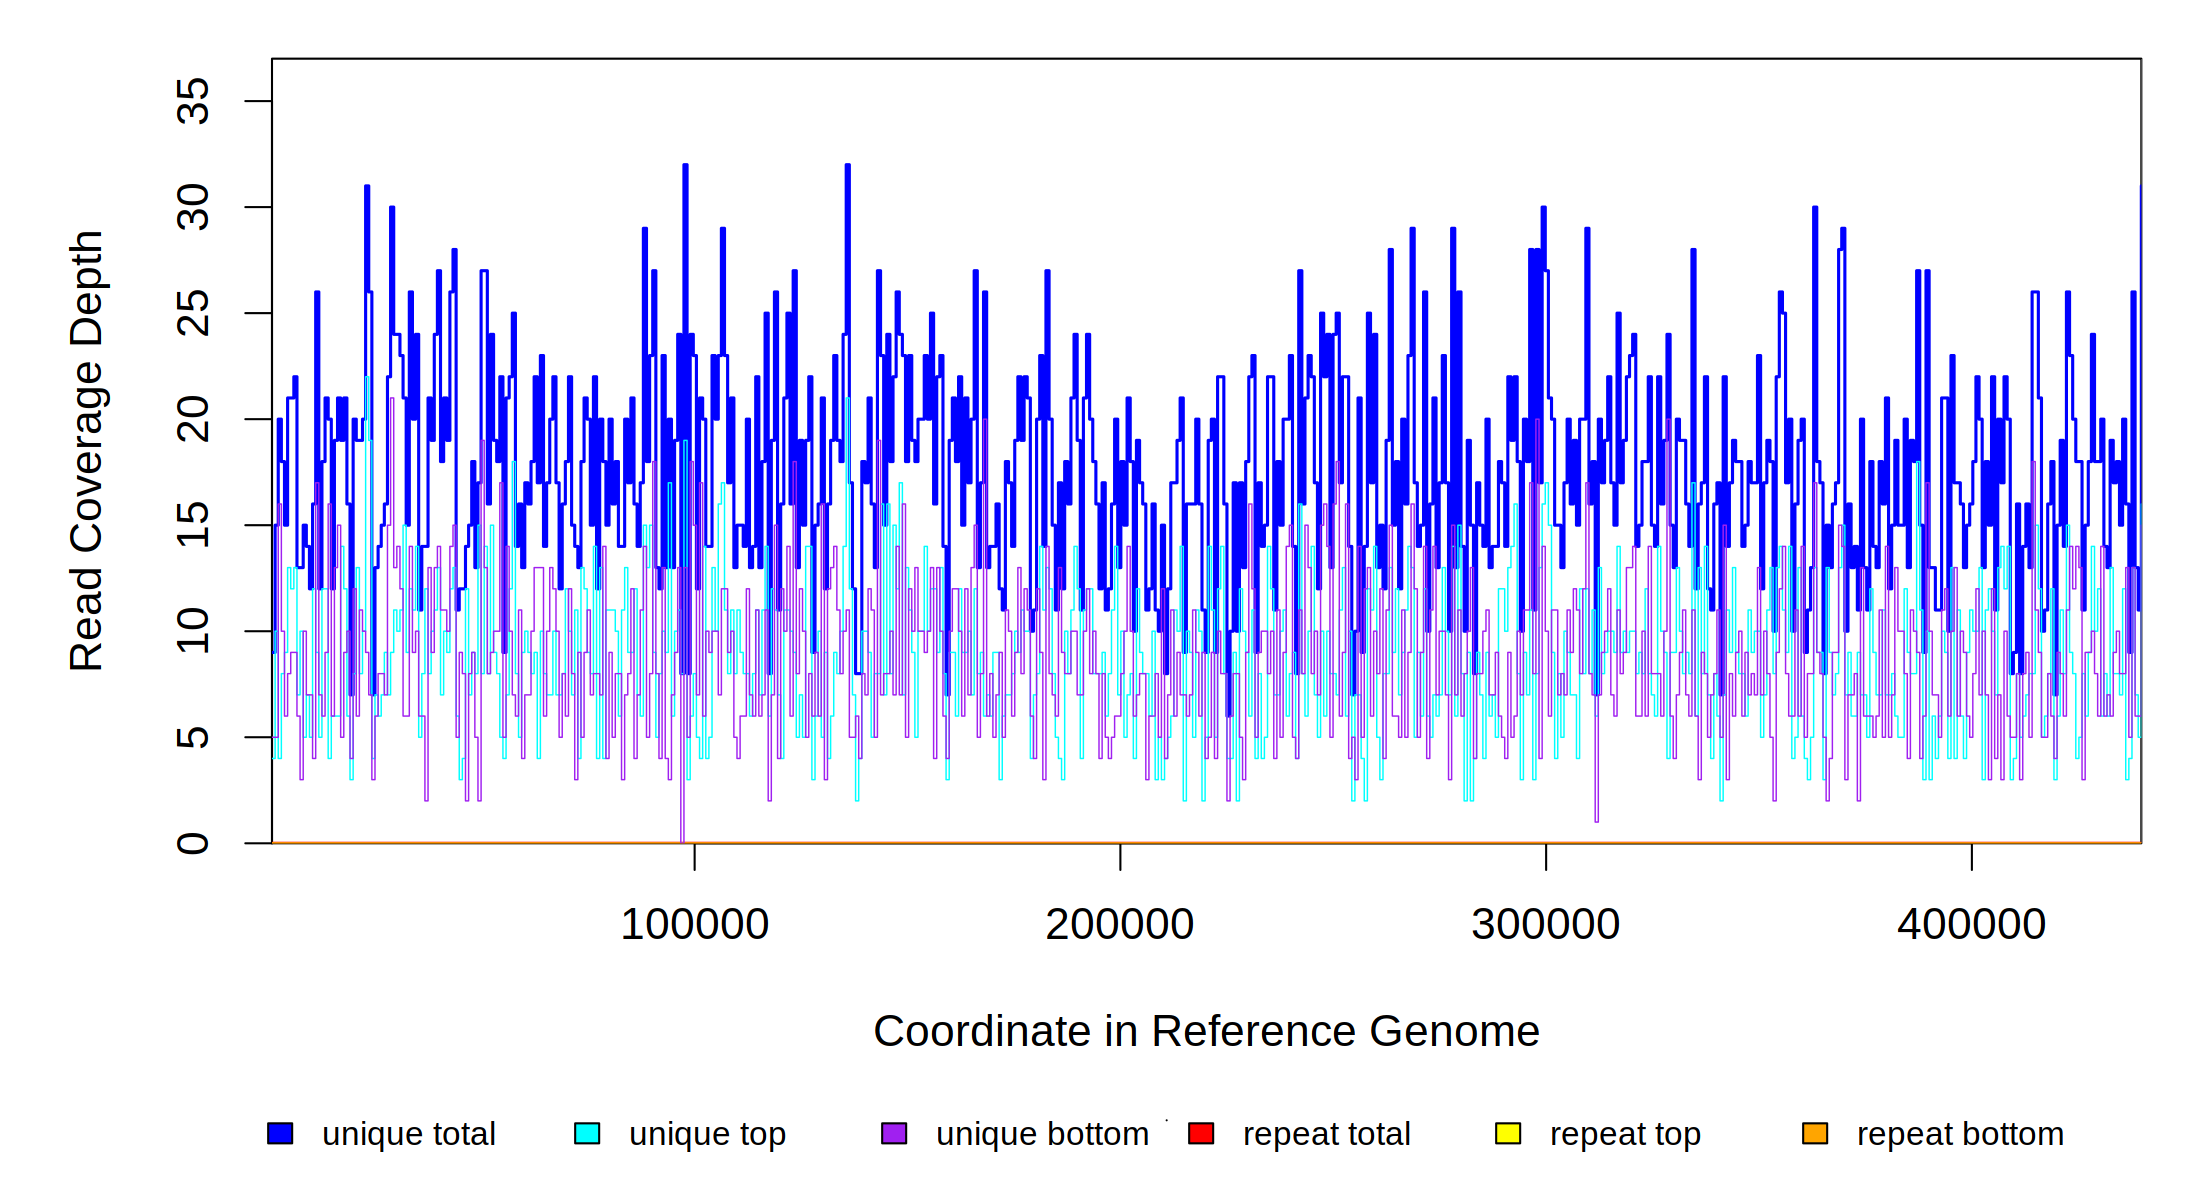 Read Coverage Depth
35
30
25
20
15
10
5
0
100000 200000 300000 400000
Coordinate in Reference Genome
unique total unique top unique bottom repeat total repeat top repeat bottom